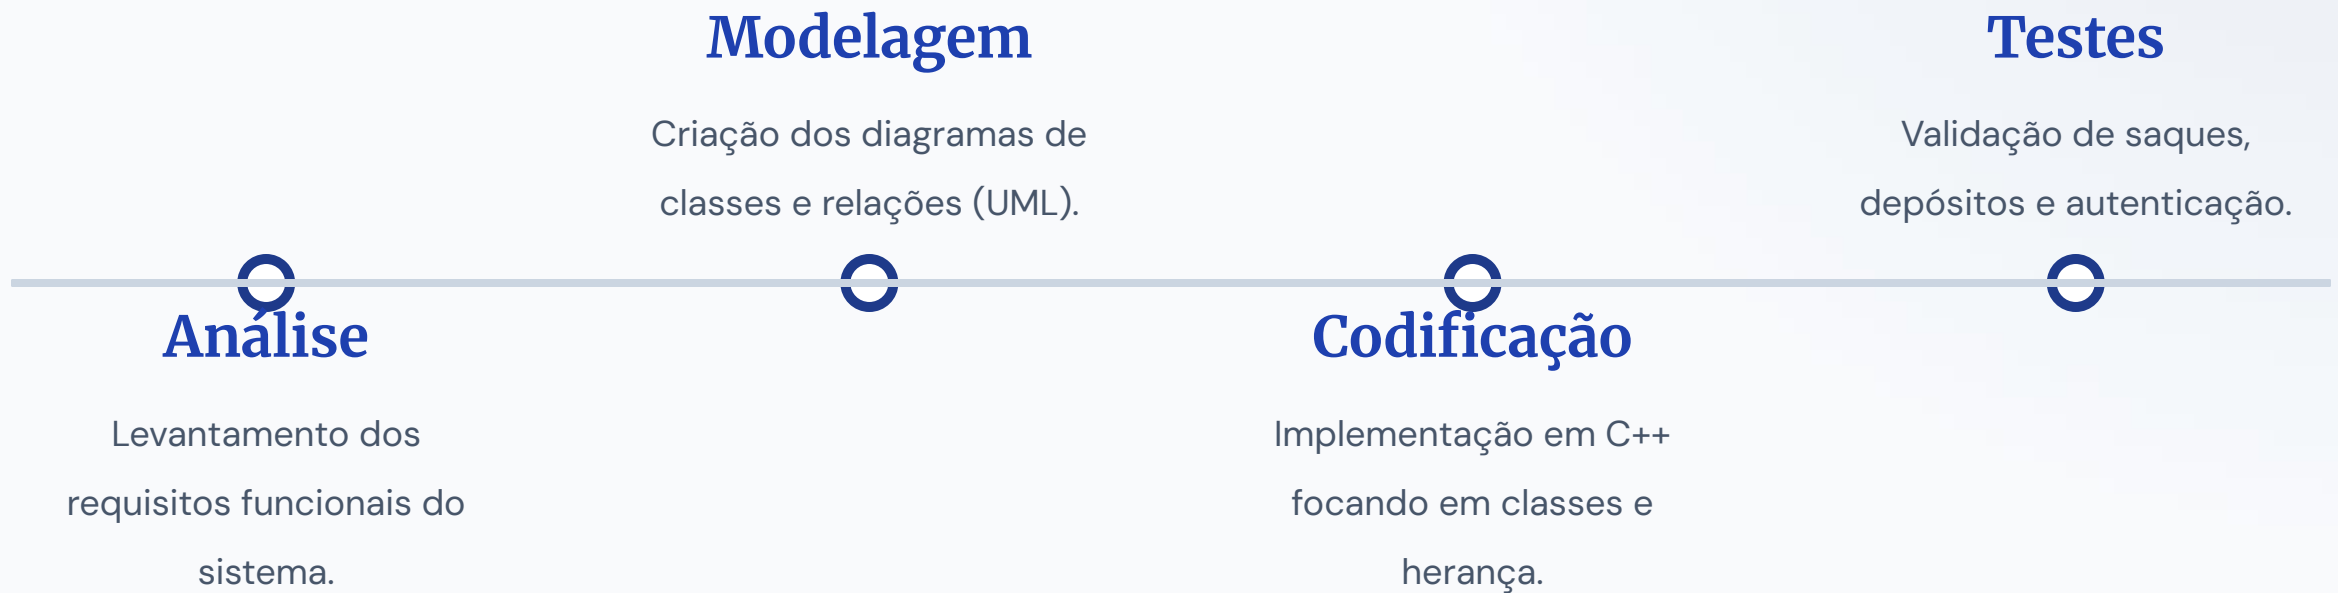 Análise
Levantamento dos
requisitos funcionais do
sistema.
Modelagem
Criação dos diagramas de
classes e relações (UML).
Codificação
Implementação em C++
focando em classes e
herança.
Testes
Validação de saques,
depósitos e autenticação.